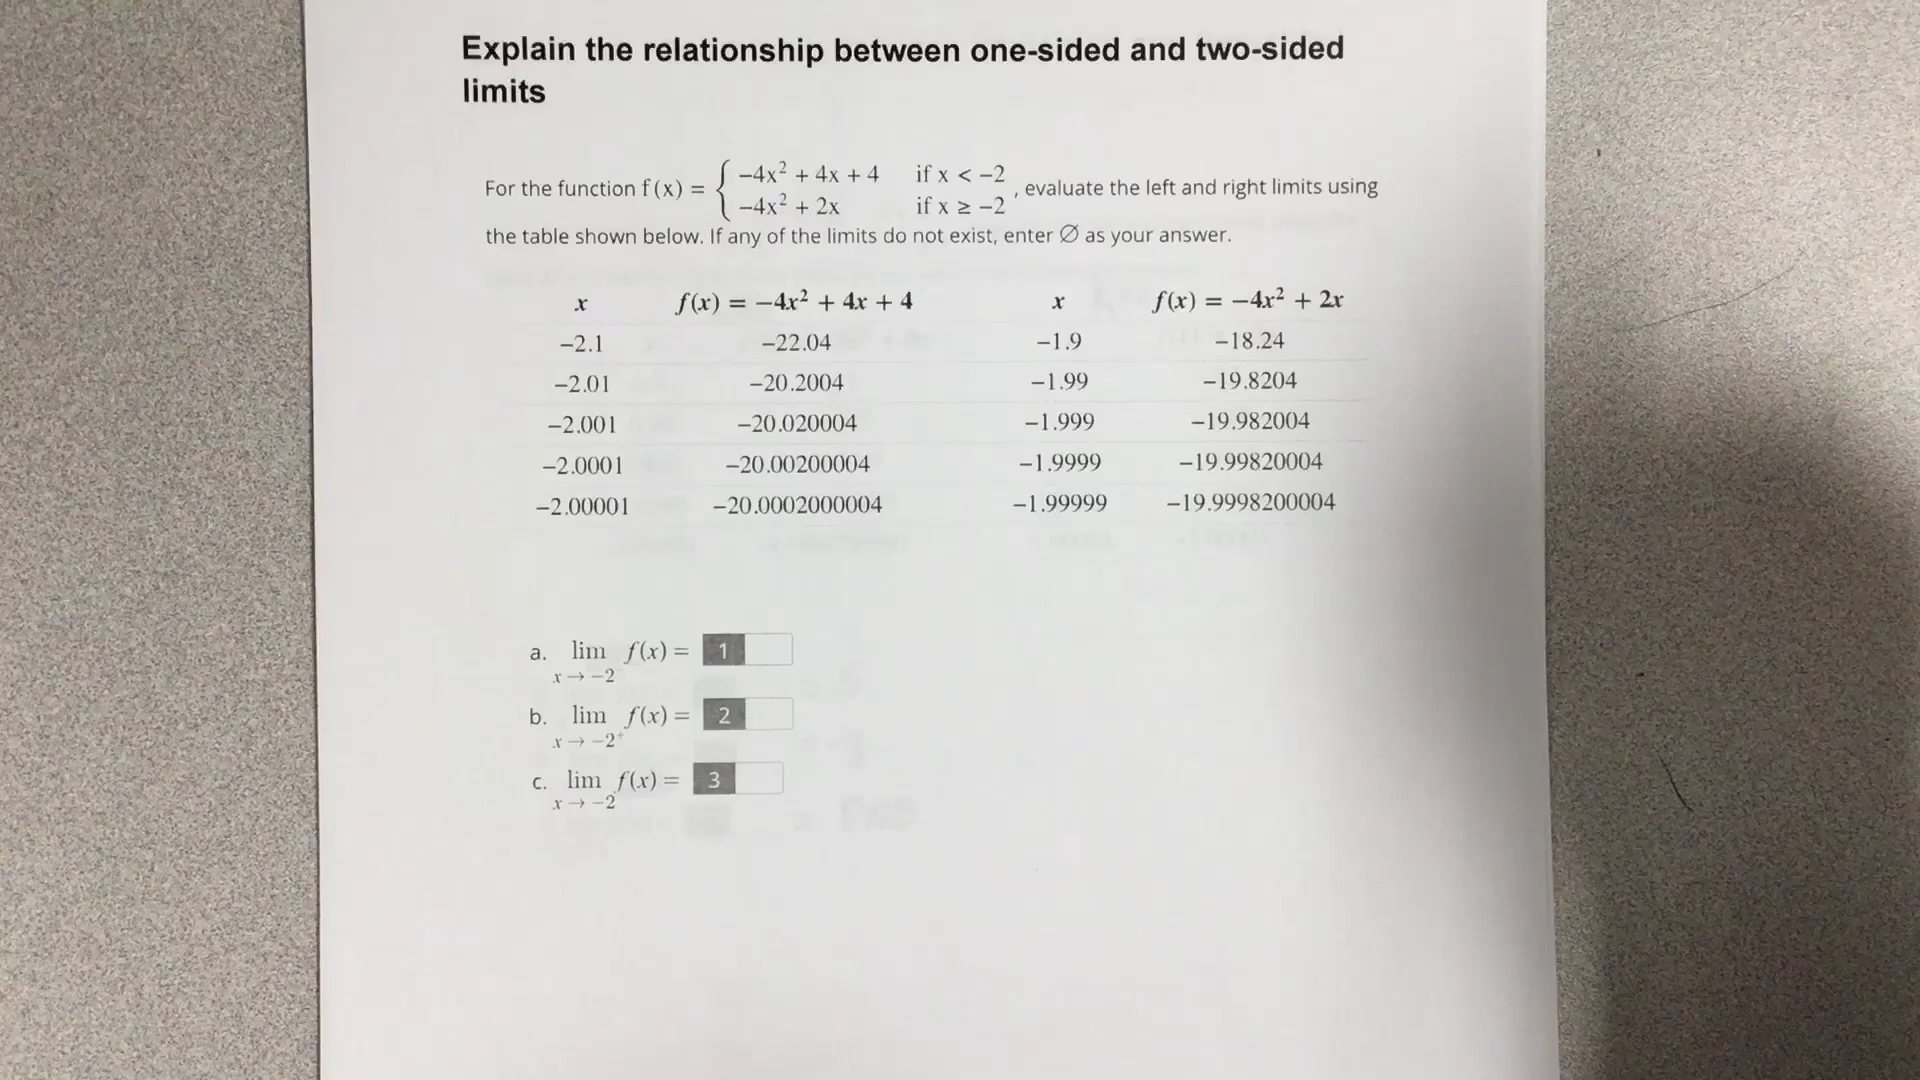 Explain the relationship between one-sided and two-sided
limits
For the function f (x) = { −4x² + 4x + 4 if x < −2
−4x² + 2x if x ≥ −2 , evaluate the left and right limits using
the table shown below. If any of the limits do not exist, enter ∅ as your answer.
x f(x) = −4x² + 4x + 4 x f(x) = −4x² + 2x
−2.1 −22.04 −1.9 −18.24
−2.01 −20.2004 −1.99 −19.8204
−2.001 −20.020004 −1.999 −19.982004
−2.0001 −20.00200004 −1.9999 −19.99820004
−2.00001 −20.0002000004 −1.99999 −19.9998200004
a. lim f(x) = 1
x → −2
b. lim f(x) = 2
x → −2⁺
c. lim f(x) = 3
x → −2